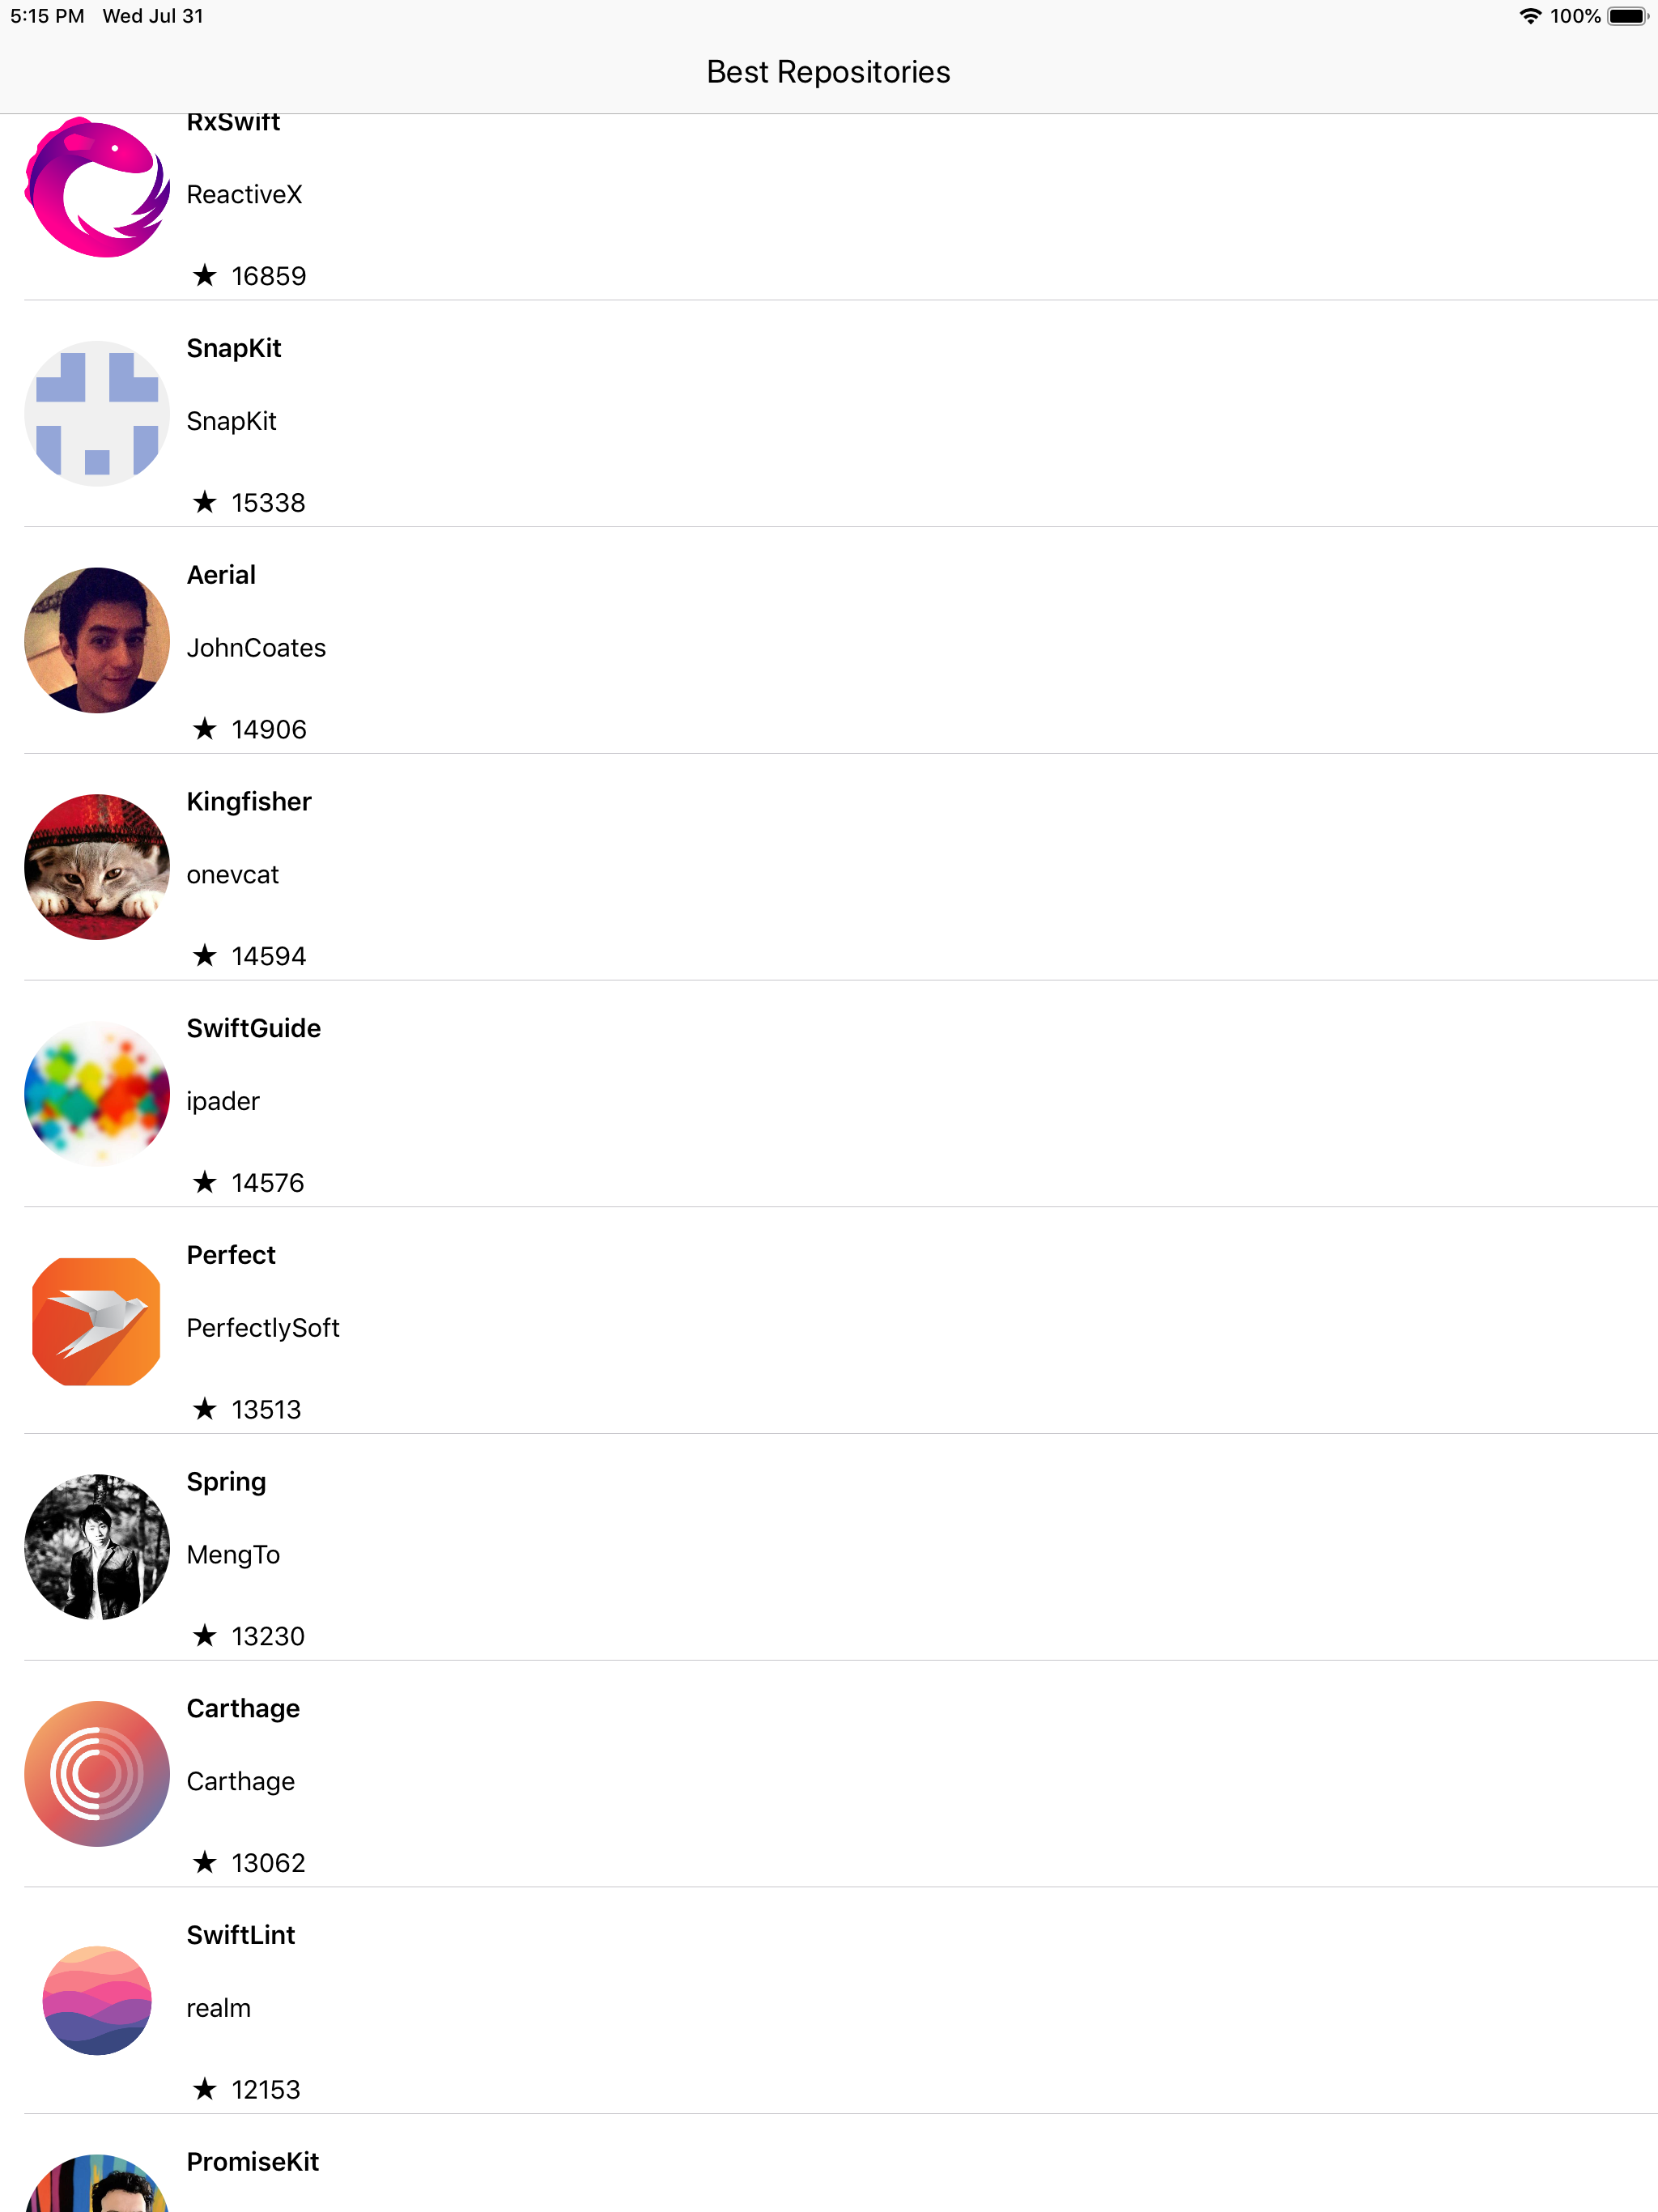 5:15 PM Wed Jul 31 100%
Best Repositories
RxSwift
ReactiveX
★ 16859
SnapKit
SnapKit
★ 15338
Aerial
JohnCoates
★ 14906
Kingfisher
onevcat
★ 14594
SwiftGuide
ipader
★ 14576
Perfect
PerfectlySoft
★ 13513
Spring
MengTo
★ 13230
Carthage
Carthage
★ 13062
SwiftLint
realm
★ 12153
PromiseKit